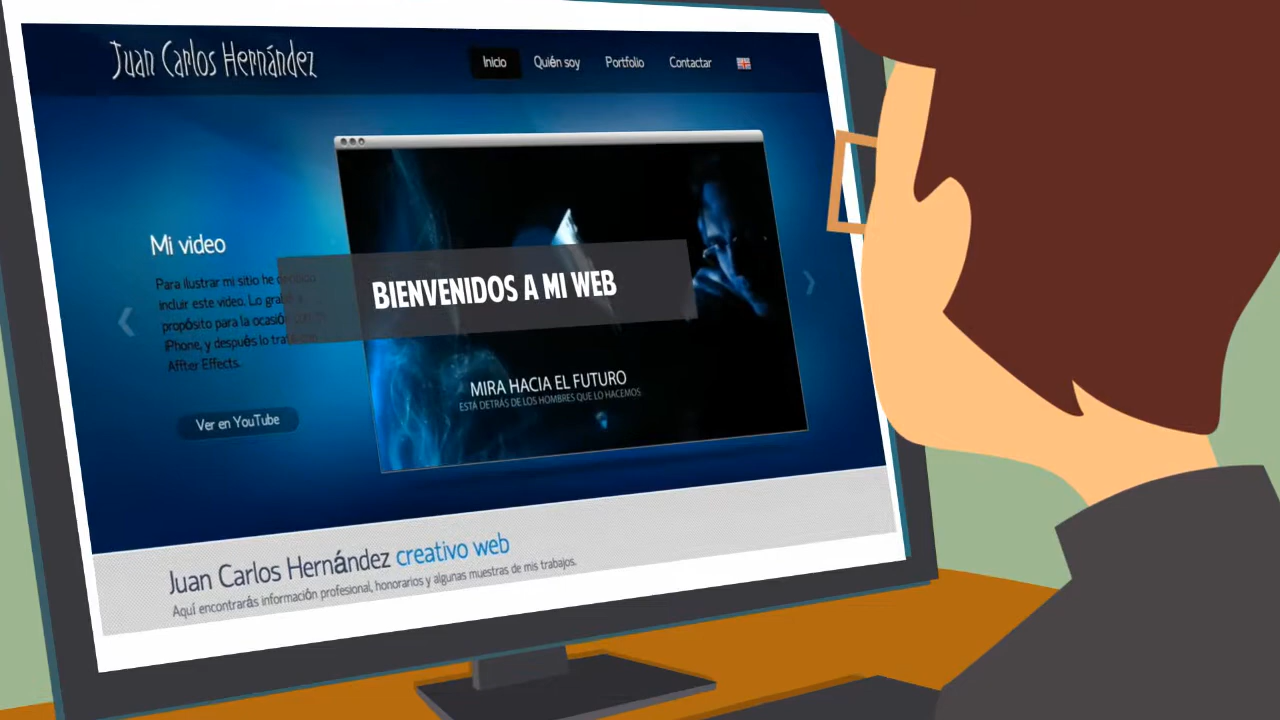 Juan Carlos Hernández
Inicio Quién soy Portfolio Contactar
Mi video
Para ilustrar mi sitio he decidido
incluir este video. Lo grabé a
propósito para la ocasión
iPhone, y después lo
Affter Effects.
Ver en YouTube
BIENVENIDOS A MI WEB
MIRA HACIA EL FUTURO
ESTÁ DETRÁS DE LOS HOMBRES QUE LO HACEMOS
Juan Carlos Hernández creativo web
Aquí encontrarás información profesional, honorarios y algunas muestras de mis trabajos.